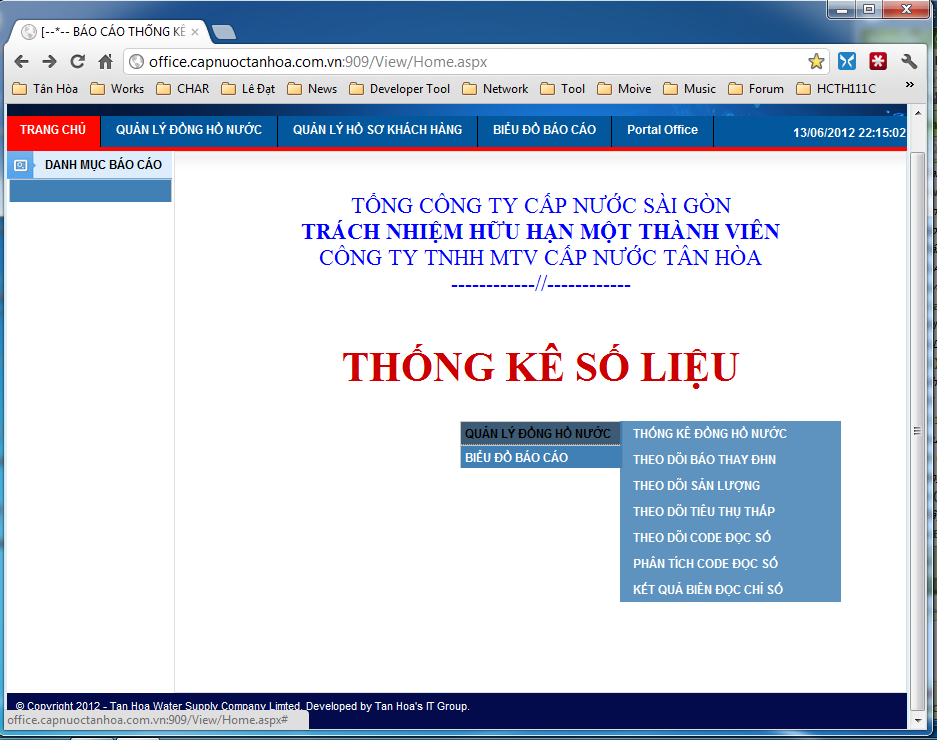 [--*-- BÁO CÁO THỐNG KÊ
office.capnuoctanhoa.com.vn:909/View/Home.aspx
Tân Hòa Works CHAR Lê Đạt News Developer Tool Network Tool Moive Music Forum HCTH111C »
TRANG CHỦ QUẢN LÝ ĐỒNG HỒ NƯỚC QUẢN LÝ HỒ SƠ KHÁCH HÀNG BIỂU ĐỒ BÁO CÁO Portal Office 13/06/2012 22:15:02
DANH MỤC BÁO CÁO
TỔNG CÔNG TY CẤP NƯỚC SÀI GÒN
TRÁCH NHIỆM HỮU HẠN MỘT THÀNH VIÊN
CÔNG TY TNHH MTV CẤP NƯỚC TÂN HÒA
------------//------------
THỐNG KÊ SỐ LIỆU
QUẢN LÝ ĐỒNG HỒ NƯỚC
BIỂU ĐỒ BÁO CÁO
THỐNG KÊ ĐỒNG HỒ NƯỚC
THEO DÕI BÁO THAY ĐHN
THEO DÕI SẢN LƯỢNG
THEO DÕI TIÊU THỤ THẤP
THEO DÕI CODE ĐỌC SỐ
PHÂN TÍCH CODE ĐỌC SỐ
KẾT QUẢ BIÊN ĐỌC CHỈ SỐ
© Copyright 2012 - Tan Hoa Water Supply Company Limted. Developed by Tan Hoa's IT Group.
office.capnuoctanhoa.com.vn:909/View/Home.aspx#